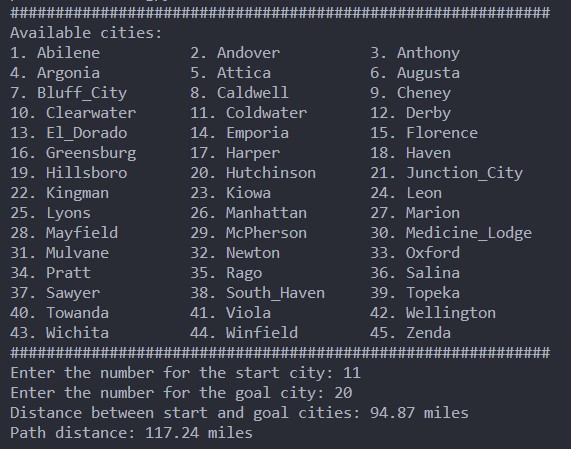 ############################################################
Available cities:
1. Abilene 2. Andover 3. Anthony
4. Argonia 5. Attica 6. Augusta
7. Bluff_City 8. Caldwell 9. Cheney
10. Clearwater 11. Coldwater 12. Derby
13. El_Dorado 14. Emporia 15. Florence
16. Greensburg 17. Harper 18. Haven
19. Hillsboro 20. Hutchinson 21. Junction_City
22. Kingman 23. Kiowa 24. Leon
25. Lyons 26. Manhattan 27. Marion
28. Mayfield 29. McPherson 30. Medicine_Lodge
31. Mulvane 32. Newton 33. Oxford
34. Pratt 35. Rago 36. Salina
37. Sawyer 38. South_Haven 39. Topeka
40. Towanda 41. Viola 42. Wellington
43. Wichita 44. Winfield 45. Zenda
############################################################
Enter the number for the start city: 11
Enter the number for the goal city: 20
Distance between start and goal cities: 94.87 miles
Path distance: 117.24 miles